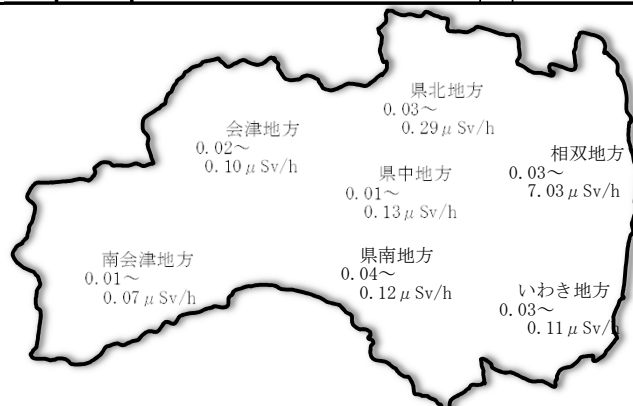 県北地方
0.03～
0.29μSv/h
会津地方
0.02～
0.10μSv/h
相双地方
0.03～
7.03μSv/h
県中地方
0.01～
0.13μSv/h
県南地方
0.04～
0.12μSv/h
南会津地方
0.01～
0.07μSv/h
いわき地方
0.03～
0.11μSv/h